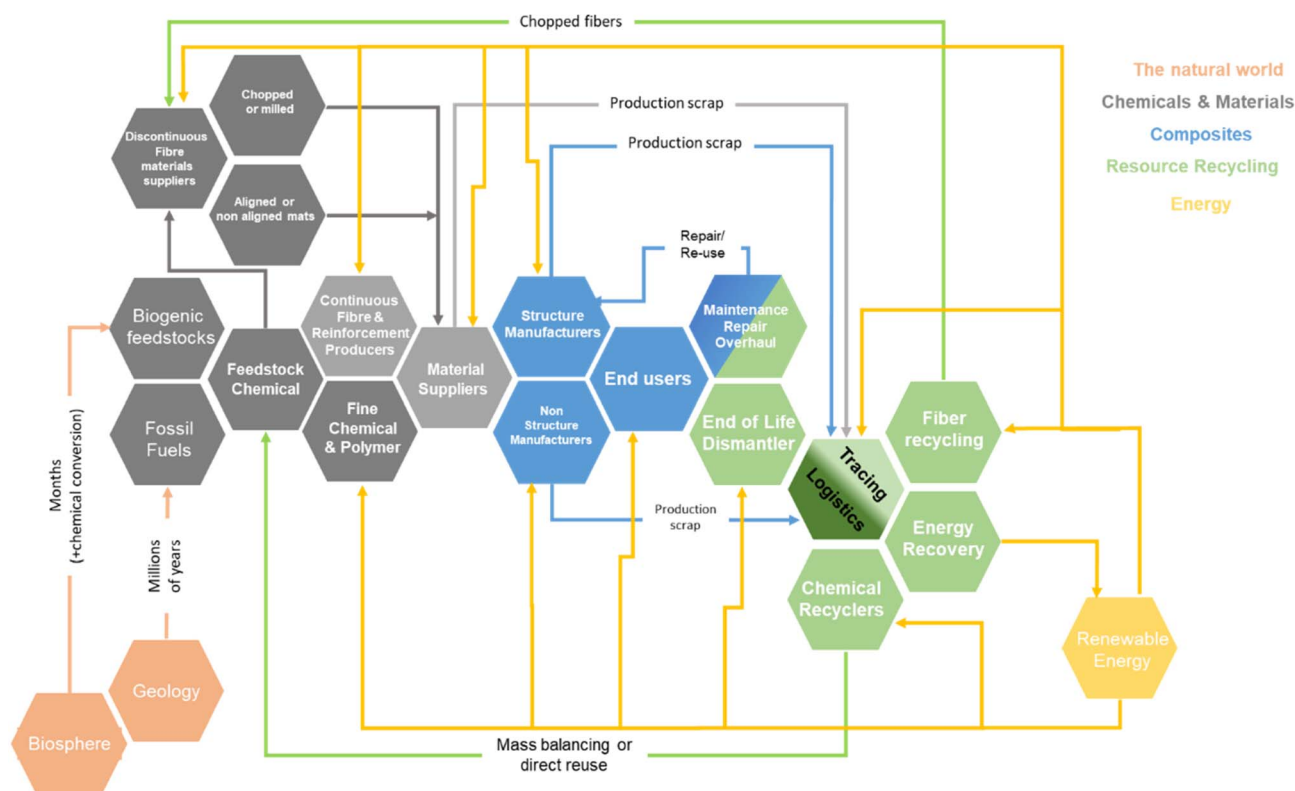 Chopped fibers
The natural world
Chemicals & Materials
Composites
Resource Recycling
Energy
Chopped
or milled
Production scrap
Discontinuous
Fibre
materials
suppliers
Production scrap
Aligned or
non aligned mats
Repair/
Re-use
Biogenic
feedstocks
Continuous
Fibre &
Reinforcement
Producers
Structure
Manufacturers
Maintenance
Repair
Overhaul
Feedstock
Chemical
Material
Suppliers
End users
Fossil
Fuels
Fine
Chemical
& Polymer
Non
Structure
Manufacturers
End of Life
Dismantler
Fiber
recycling
Tracing
Logistics
Months
(+chemical conversion)
Millions
of years
Production
scrap
Energy
Recovery
Chemical
Recyclers
Renewable
Energy
Geology
Biosphere
Mass balancing or
direct reuse